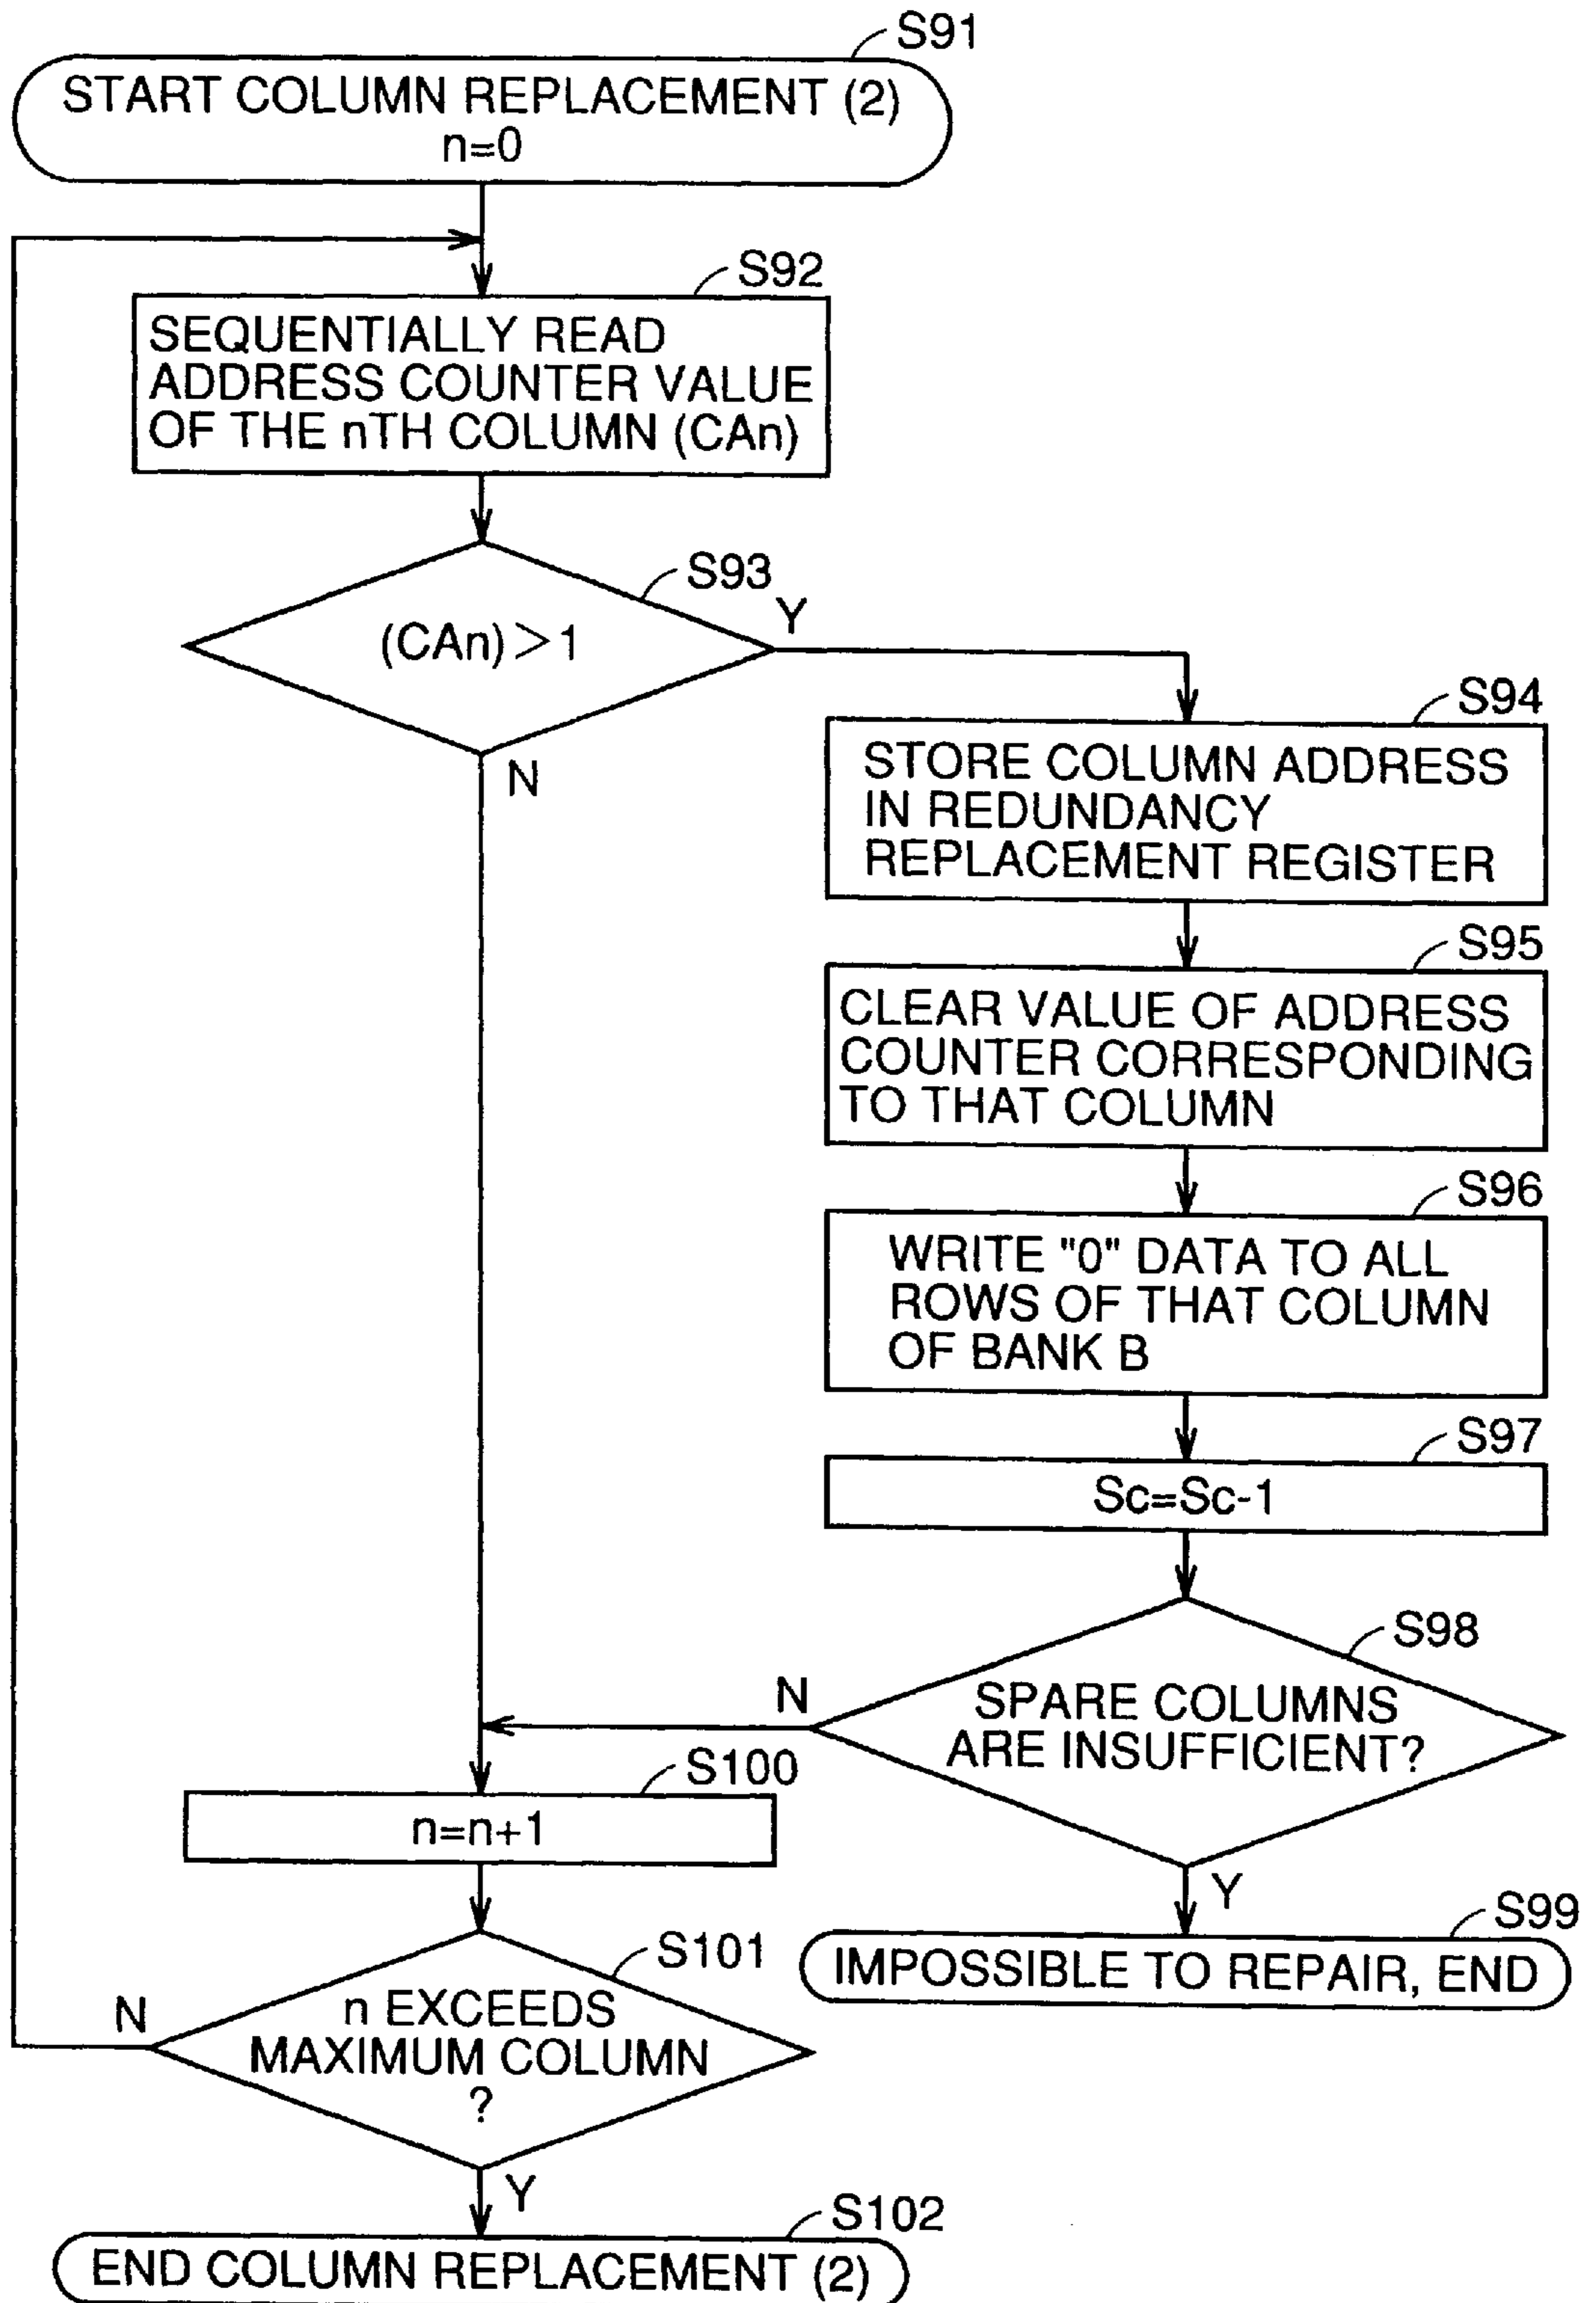 S91
START COLUMN REPLACEMENT (2)
n=0
S92
SEQUENTIALLY READ
ADDRESS COUNTER VALUE
OF THE nTH COLUMN (CAn)
S93
(CAn)>1
Y
N
S94
STORE COLUMN ADDRESS
IN REDUNDANCY
REPLACEMENT REGISTER
S95
CLEAR VALUE OF ADDRESS
COUNTER CORRESPONDING
TO THAT COLUMN
S96
WRITE "0" DATA TO ALL
ROWS OF THAT COLUMN
OF BANK B
S97
Sc=Sc-1
S98
SPARE COLUMNS
ARE INSUFFICIENT?
N
Y
S99
IMPOSSIBLE TO REPAIR, END
S100
n=n+1
S101
n EXCEEDS
MAXIMUM COLUMN
?
N
Y
S102
END COLUMN REPLACEMENT (2)